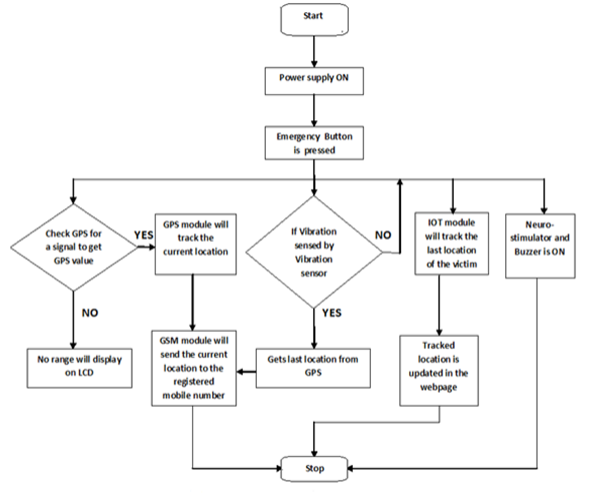 Start
Power supply ON
Emergency Button
is pressed
Check GPS for
a signal to get
GPS value
YES
GPS module will
track the
current location
If Vibration
sensed by
Vibration
sensor
NO
IOT module
will track the
last location
of the victim
Neuro-
stimulator and
Buzzer is ON
NO
YES
No range will display
on LCD
GSM module will
send the current
location to the
registered
mobile number
Gets last location from
GPS
Tracked
location is
updated in the
webpage
Stop